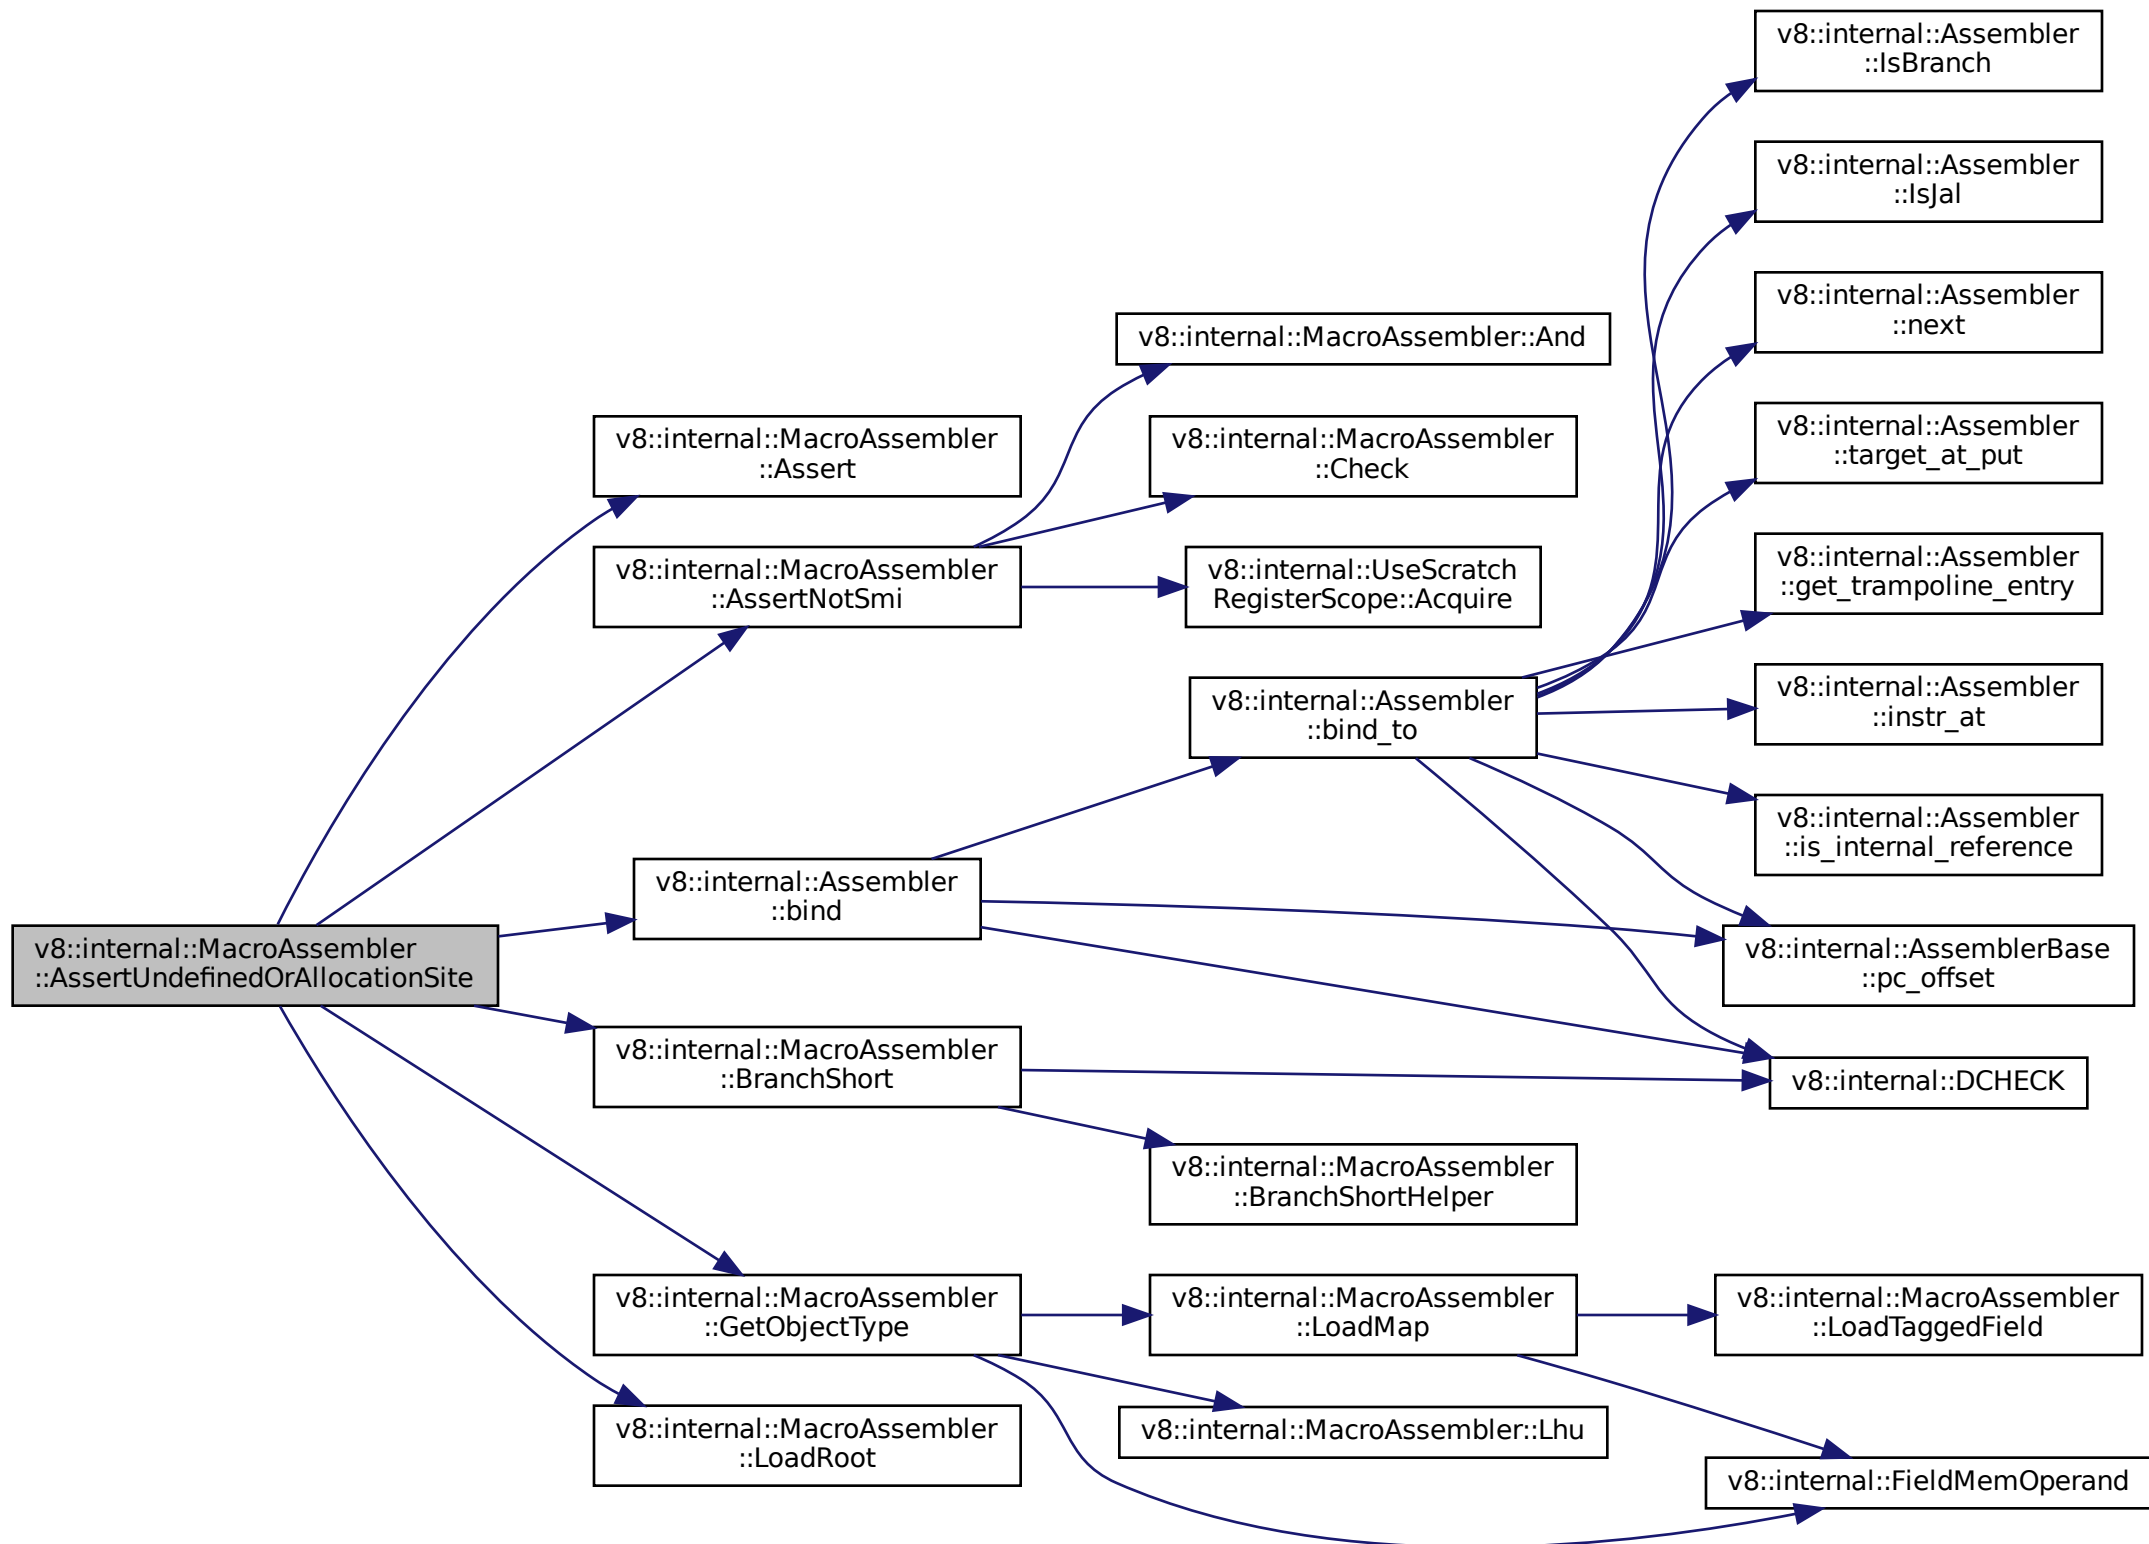 v8::internal::MacroAssembler
::AssertUndefinedOrAllocationSite
v8::internal::MacroAssembler
::Assert
v8::internal::MacroAssembler
::AssertNotSmi
v8::internal::Assembler
::bind
v8::internal::MacroAssembler
::BranchShort
v8::internal::MacroAssembler
::GetObjectType
v8::internal::MacroAssembler
::LoadRoot
v8::internal::MacroAssembler::And
v8::internal::MacroAssembler
::Check
v8::internal::UseScratch
RegisterScope::Acquire
v8::internal::Assembler
::bind_to
v8::internal::MacroAssembler
::BranchShortHelper
v8::internal::MacroAssembler
::LoadMap
v8::internal::MacroAssembler::Lhu
v8::internal::Assembler
::IsBranch
v8::internal::Assembler
::IsJal
v8::internal::Assembler
::next
v8::internal::Assembler
::target_at_put
v8::internal::Assembler
::get_trampoline_entry
v8::internal::Assembler
::instr_at
v8::internal::Assembler
::is_internal_reference
v8::internal::AssemblerBase
::pc_offset
v8::internal::DCHECK
v8::internal::MacroAssembler
::LoadTaggedField
v8::internal::FieldMemOperand